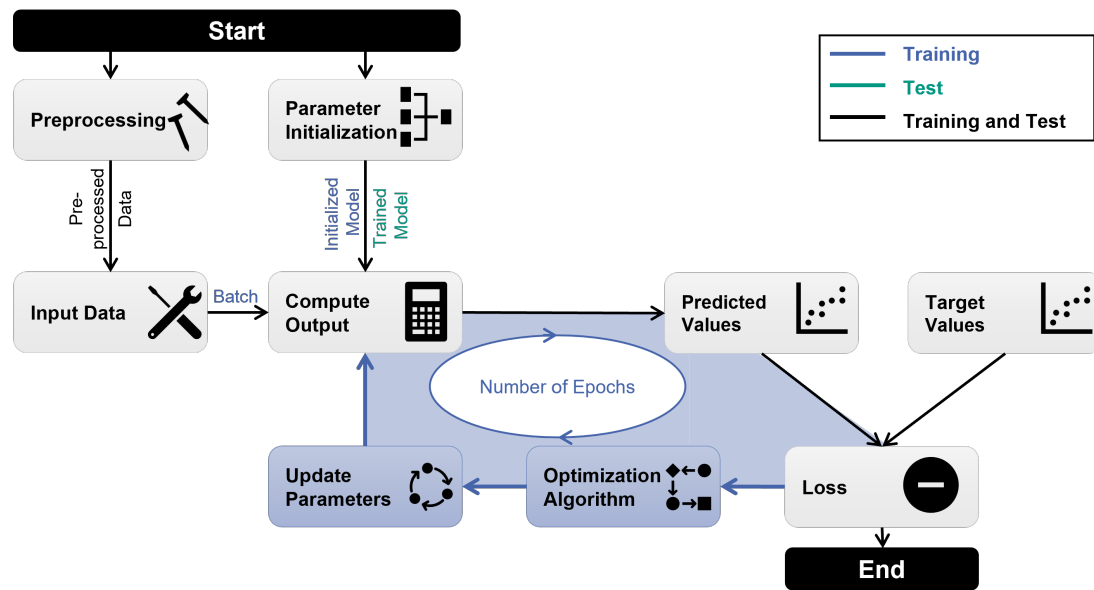 Start
Training
Test
Training and Test
Preprocessing
Parameter
Initialization
Pre-
processed
Data
Initialized
Model
Trained
Model
Input Data
Batch
Compute
Output
Predicted
Values
Target
Values
Number of Epochs
Update
Parameters
Optimization
Algorithm
Loss
End